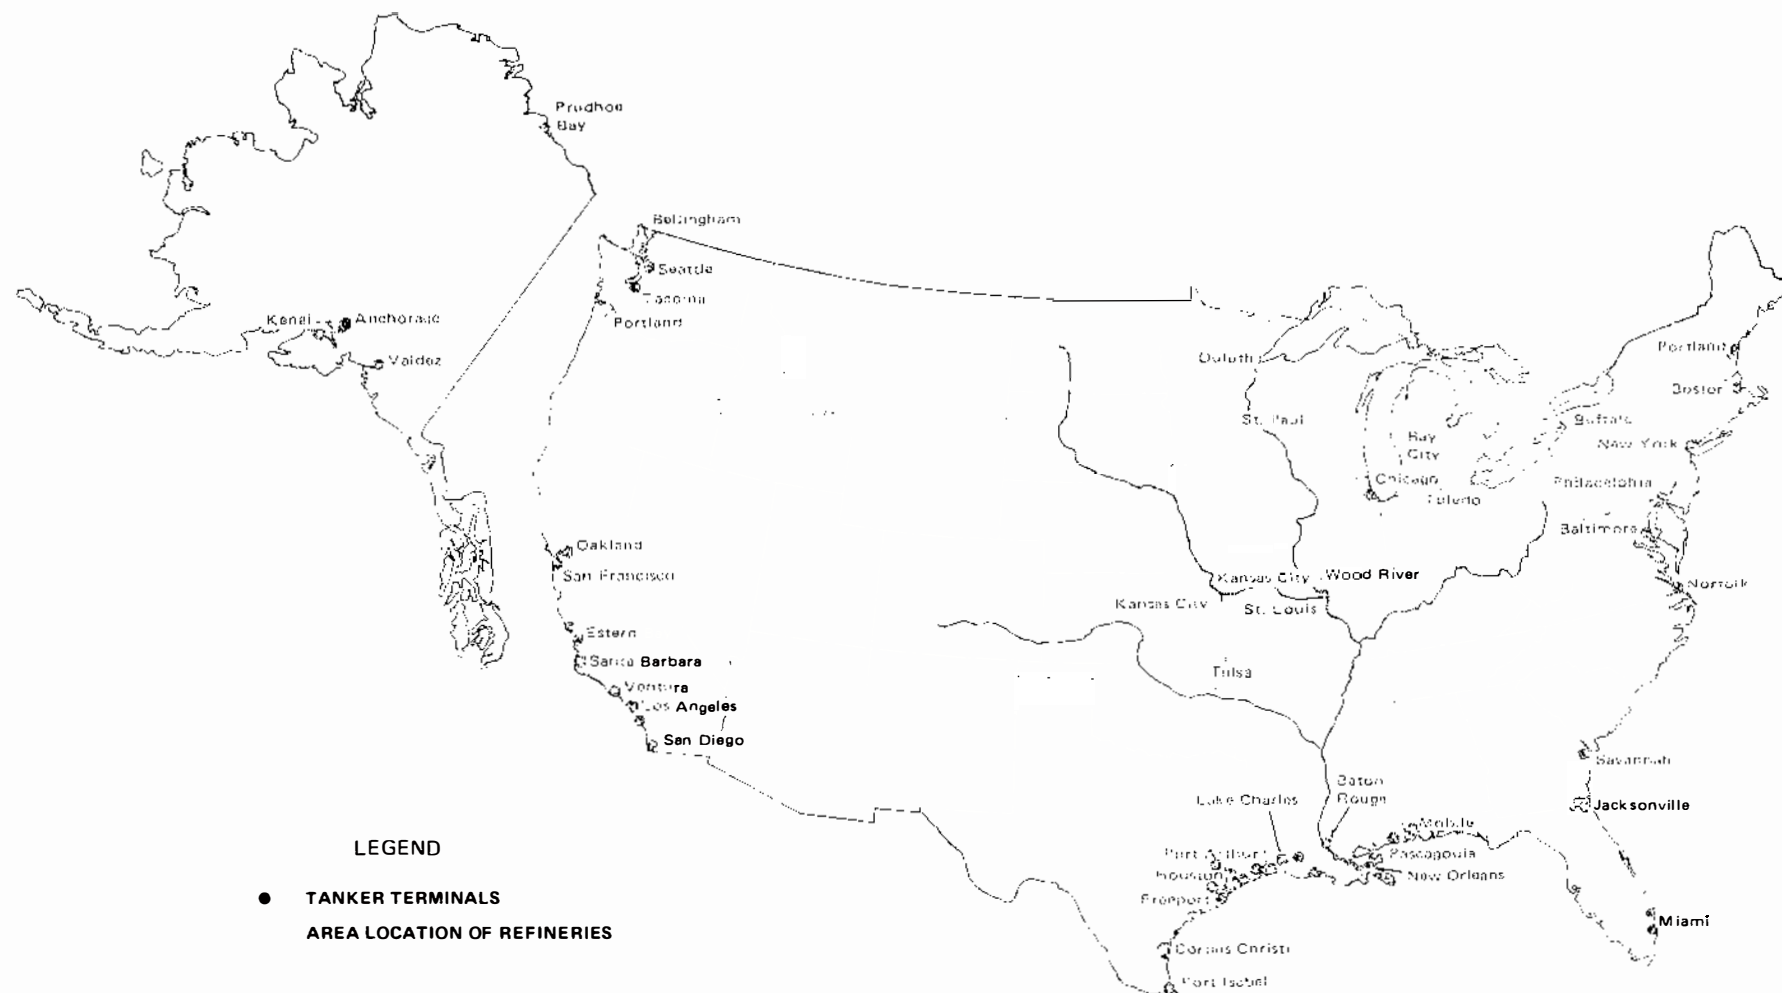 Prudhoe
Bay
Bellingham
Seattle
Tacoma
Portland
Kenai
Anchorage
Valdez
Duluth
Portland
Boston
St. Paul
Buffalo
Bay
City
New York
Chicago
Toledo
Philadelphia
Baltimore
Oakland
San Francisco
Kansas City
Wood River
Norfolk
Kansas City
St. Louis
Estero
Santa Barbara
Tulsa
Ventura
Los Angeles
San Diego
Savannah
Baton
Rouge
Lake Charles
Jacksonville
Mobile
Port Arthur
Pascagoula
Houston
New Orleans
Freeport
Miami
Corpus Christi
Port Isabel
LEGEND
TANKER TERMINALS
AREA LOCATION OF REFINERIES